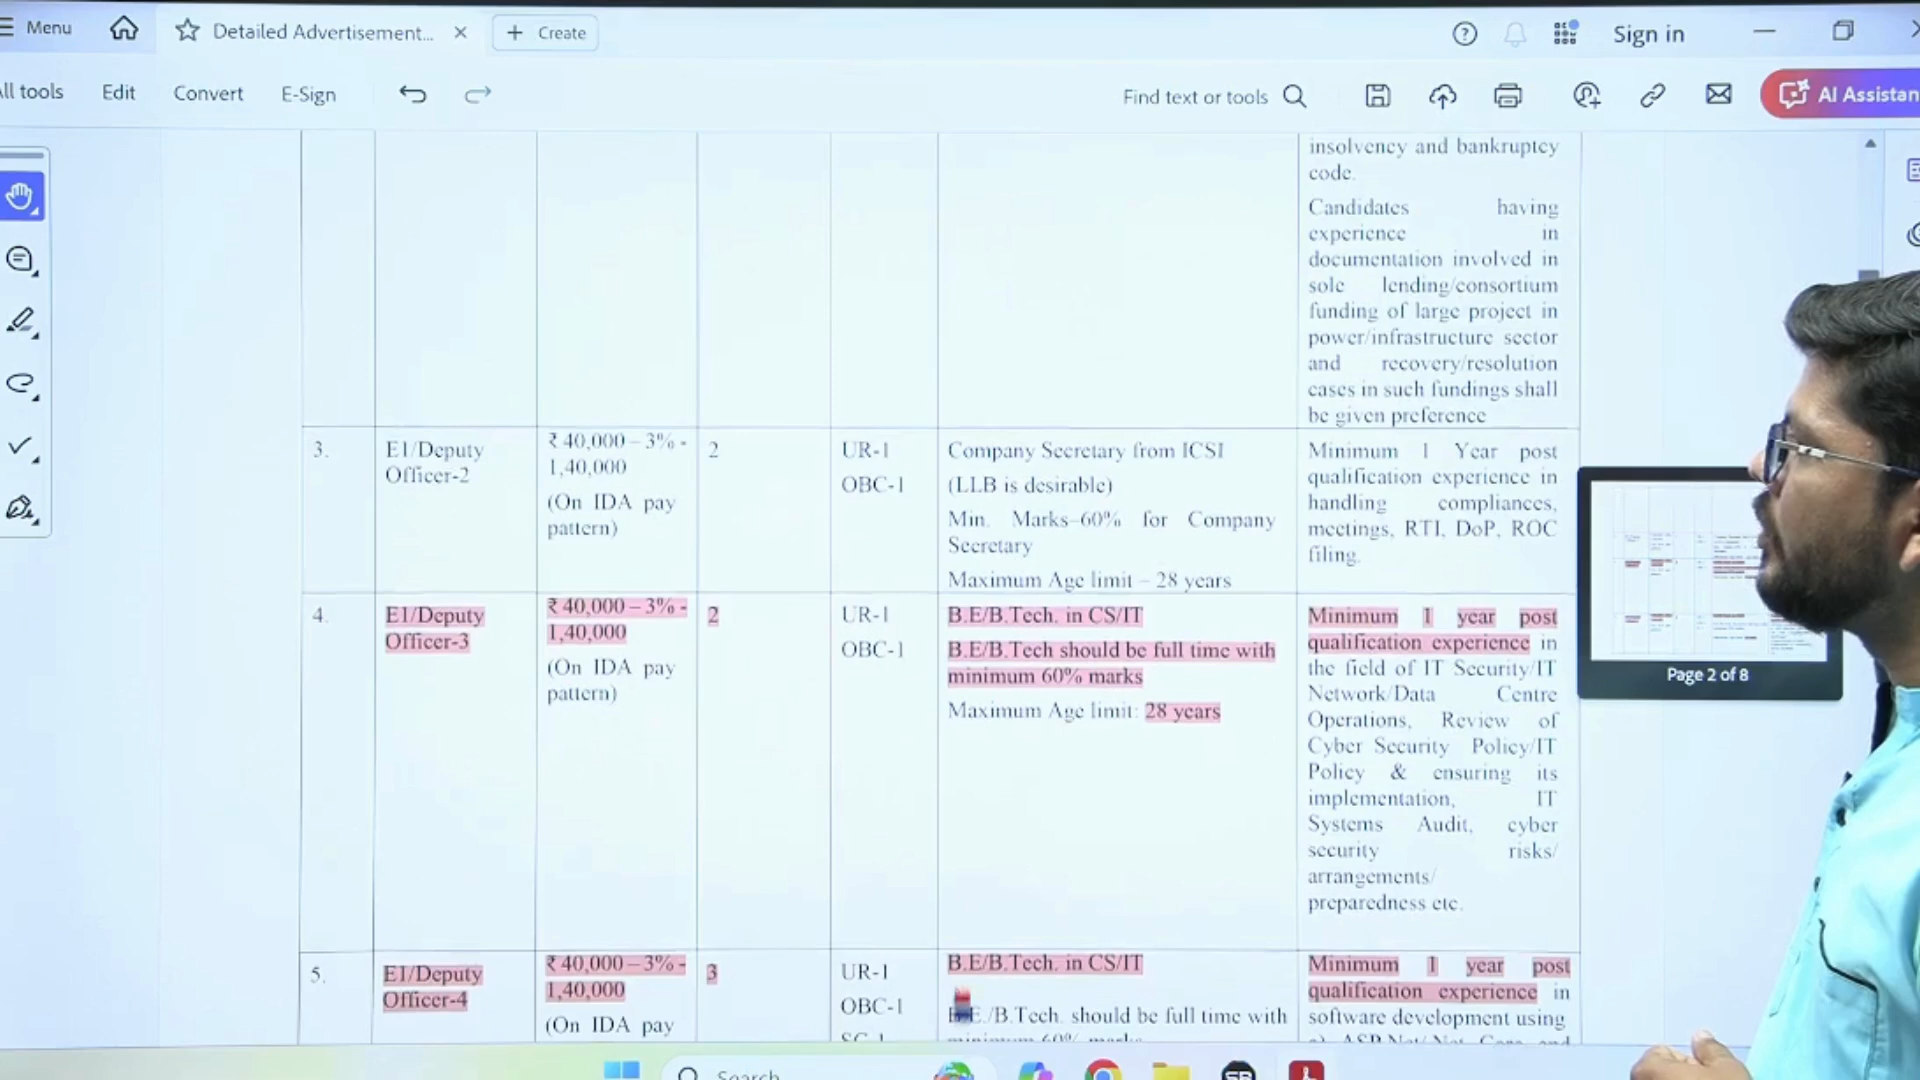 Menu
Detailed Advertisement...
Create
Sign in
All tools
Edit
Convert
E-Sign
Find text or tools
AI Assistan
insolvency and bankruptcy
code.
Candidates having
experience in
documentation involved in
sole lending/consortium
funding of large project in
power/infrastructure sector
and recovery/resolution
cases in such fundings shall
be given preference
3.
E1/Deputy
Officer-2
₹ 40,000 – 3% -
1,40,000
(On IDA pay
pattern)
2
UR-1
OBC-1
Company Secretary from ICSI
(LLB is desirable)
Min. Marks–60% for Company
Secretary
Maximum Age limit – 28 years
Minimum 1 Year post
qualification experience in
handling compliances,
meetings, RTI, DoP, ROC
filing.
4.
E1/Deputy
Officer-3
₹ 40,000 – 3% -
1,40,000
(On IDA pay
pattern)
2
UR-1
OBC-1
B.E/B.Tech. in CS/IT
B.E/B.Tech should be full time with
minimum 60% marks
Maximum Age limit: 28 years
Minimum 1 year post
qualification experience in
the field of IT Security/IT
Network/Data Centre
Operations, Review of
Cyber Security Policy/IT
Policy & ensuring its
implementation, IT
Systems Audit, cyber
security risks/
arrangements/
preparedness etc.
5.
E1/Deputy
Officer-4
₹ 40,000 – 3% -
1,40,000
(On IDA pay
3
UR-1
OBC-1
SC-1
B.E/B.Tech. in CS/IT
B.E./B.Tech. should be full time with
minimum 60% marks
Minimum 1 year post
qualification experience in
software development using
Page 2 of 8
Search